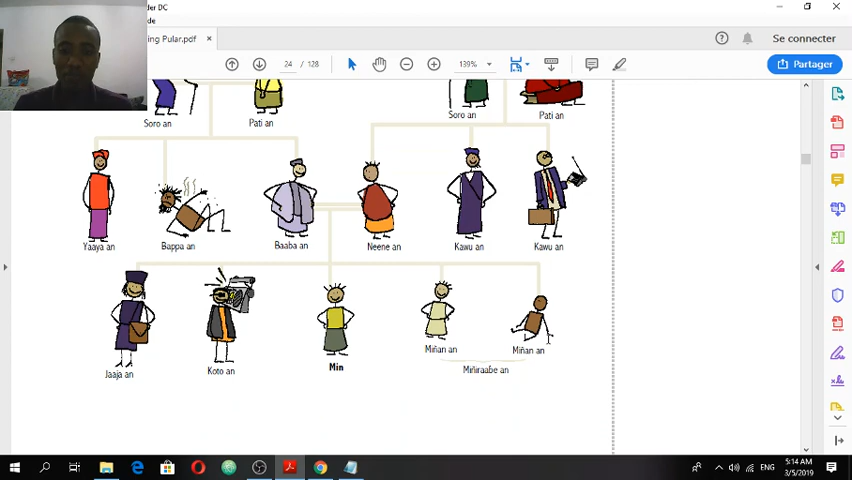 der DC
de
ing Pular.pdf
×
Se connecter
24 / 128
139%
Partager
Soro an
Pati an
Soro an
Pati an
Yaaya an
Bappa an
Baaba an
Neene an
Kawu an
Kawu an
Jaaja an
Koto an
Min
Miñan an
Miñan an
Miñiraaɓe an
ENG
5:14 AM
3/5/2019